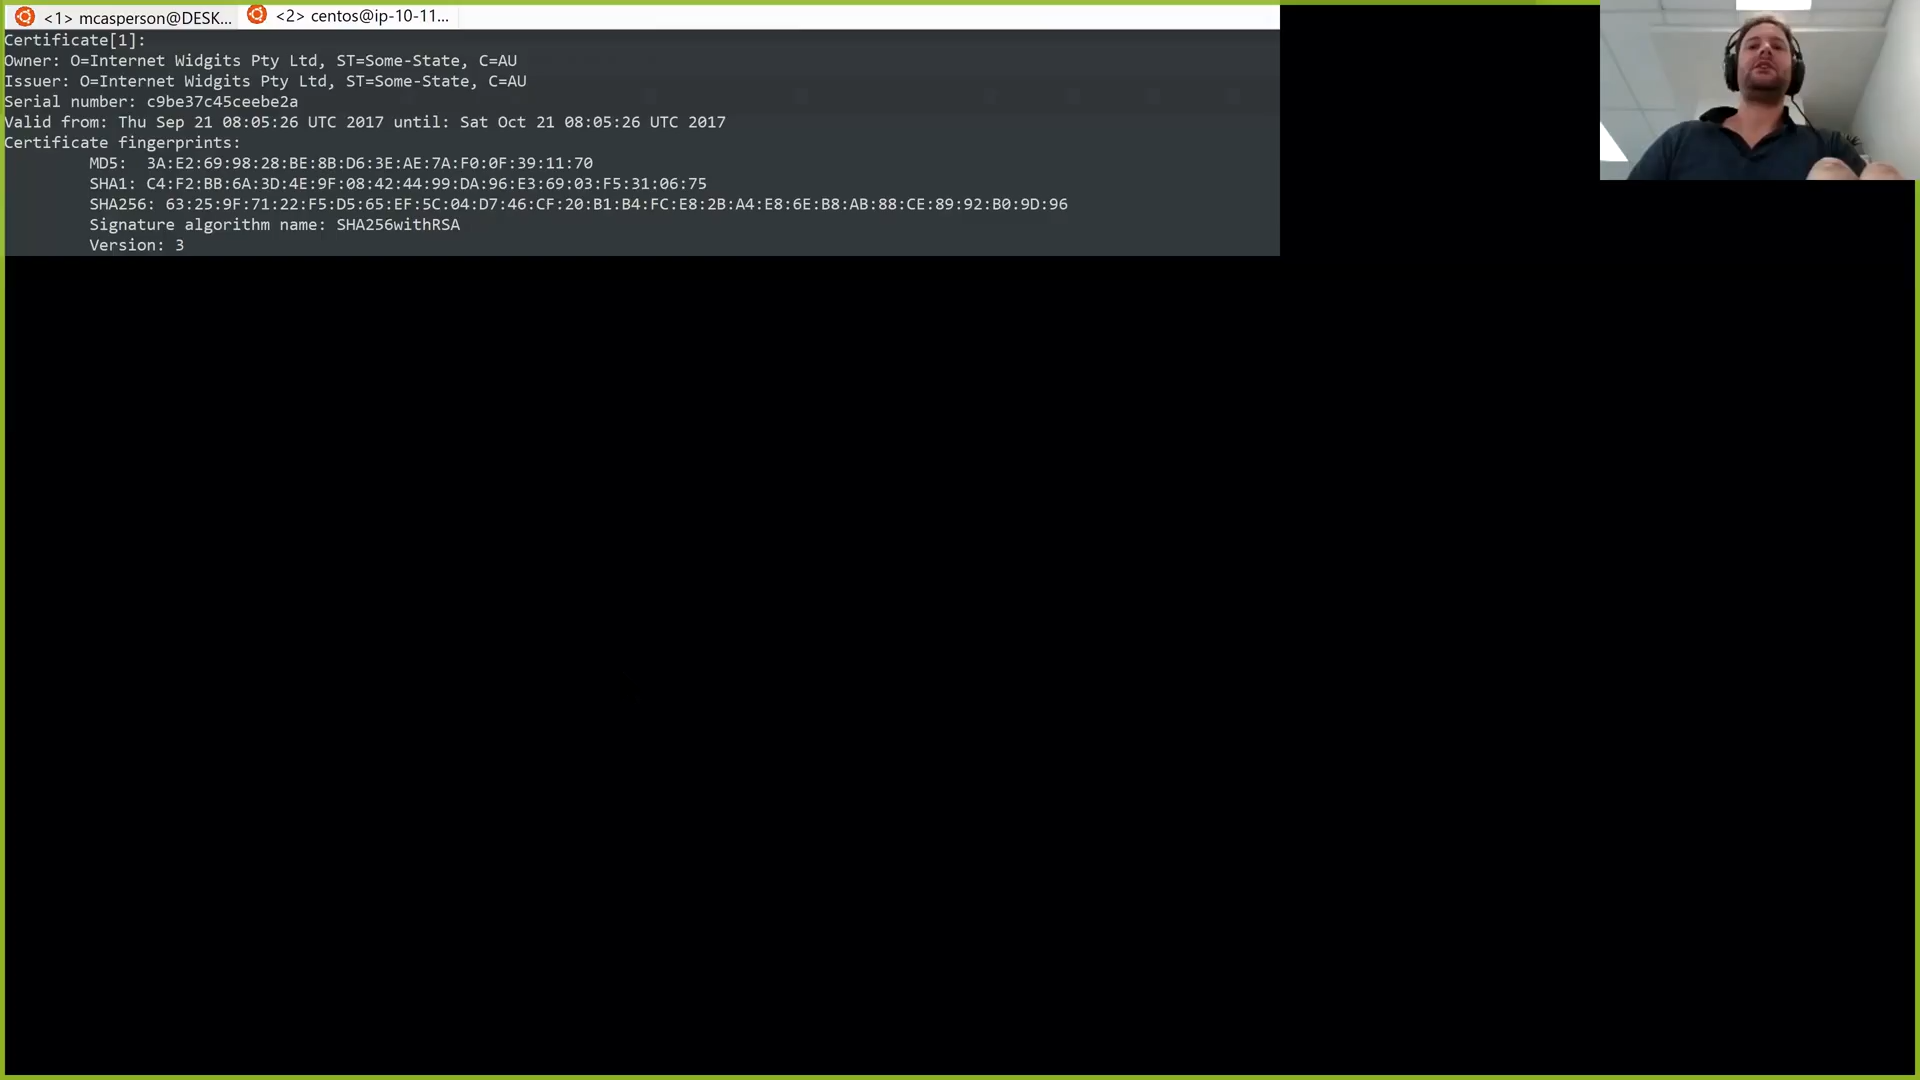 <1> mcasperson@DESK...
<2> centos@ip-10-11...
Certificate[1]:
Owner: O=Internet Widgits Pty Ltd, ST=Some-State, C=AU
Issuer: O=Internet Widgits Pty Ltd, ST=Some-State, C=AU
Serial number: c9be37c45ceebe2a
Valid from: Thu Sep 21 08:05:26 UTC 2017 until: Sat Oct 21 08:05:26 UTC 2017
Certificate fingerprints:
MD5:  3A:E2:69:98:28:BE:8B:D6:3E:AE:7A:F0:0F:39:11:70
SHA1: C4:F2:BB:6A:3D:4E:9F:08:42:44:99:DA:96:E3:69:03:F5:31:06:75
SHA256: 63:25:9F:71:22:F5:D5:65:EF:5C:04:D7:46:CF:20:B1:B4:FC:E8:2B:A4:E8:6E:B8:AB:88:CE:89:92:B0:9D:96
Signature algorithm name: SHA256withRSA
Version: 3